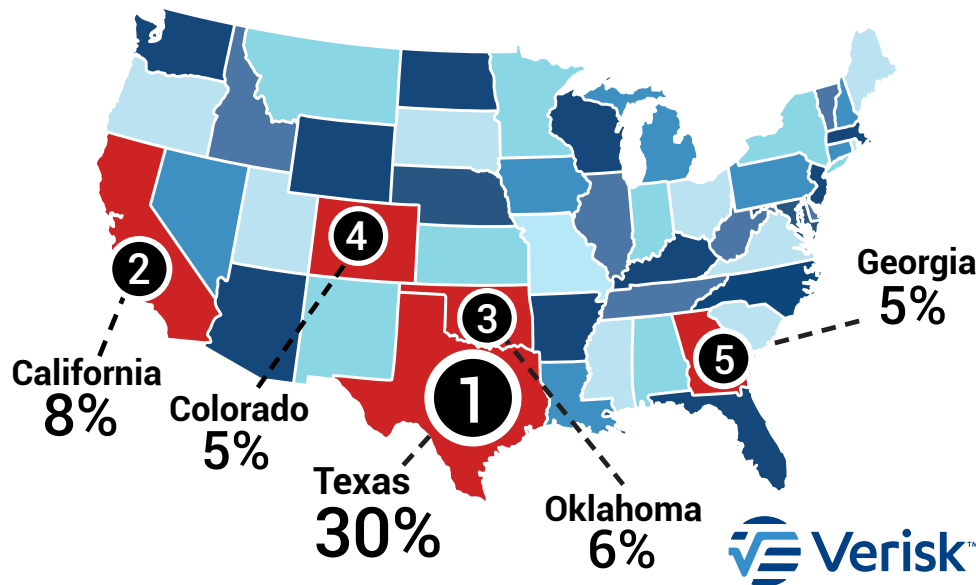 1
2
3
4
5
California
8%
Colorado
5%
Texas
30%
Oklahoma
6%
Georgia
5%
Verisk™